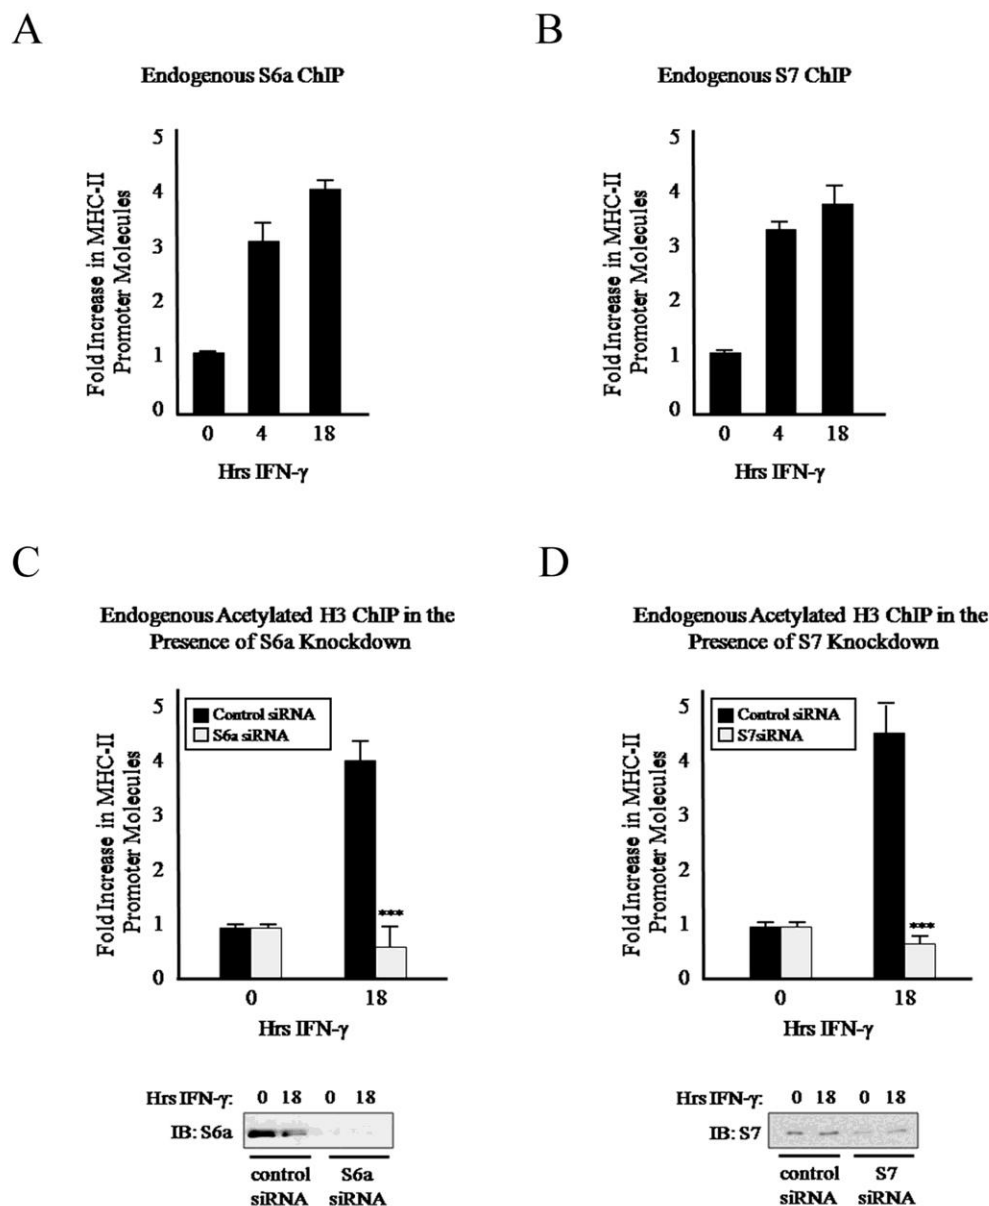 A
Endogenous S6a ChIP
Fold Increase in MHC-II
Promoter Molecules
5
4
3
2
1
0
0 4 18
Hrs IFN-γ
B
Endogenous S7 ChIP
Fold Increase in MHC-II
Promoter Molecules
5
4
3
2
1
0
0 4 18
Hrs IFN-γ
C
Endogenous Acetylated H3 ChIP in the
Presence of S6a Knockdown
Fold Increase in MHC-II
Promoter Molecules
5
4
3
2
1
0
Control siRNA
S6a siRNA
***
0 18
Hrs IFN-γ
Hrs IFN-γ: 0 18 0 18
IB: S6a
control S6a
siRNA siRNA
D
Endogenous Acetylated H3 ChIP in the
Presence of S7 Knockdown
Fold Increase in MHC-II
Promoter Molecules
5
4
3
2
1
0
Control siRNA
S7siRNA
***
0 18
Hrs IFN-γ
Hrs IFN-γ: 0 18 0 18
IB: S7
control S7
siRNA siRNA